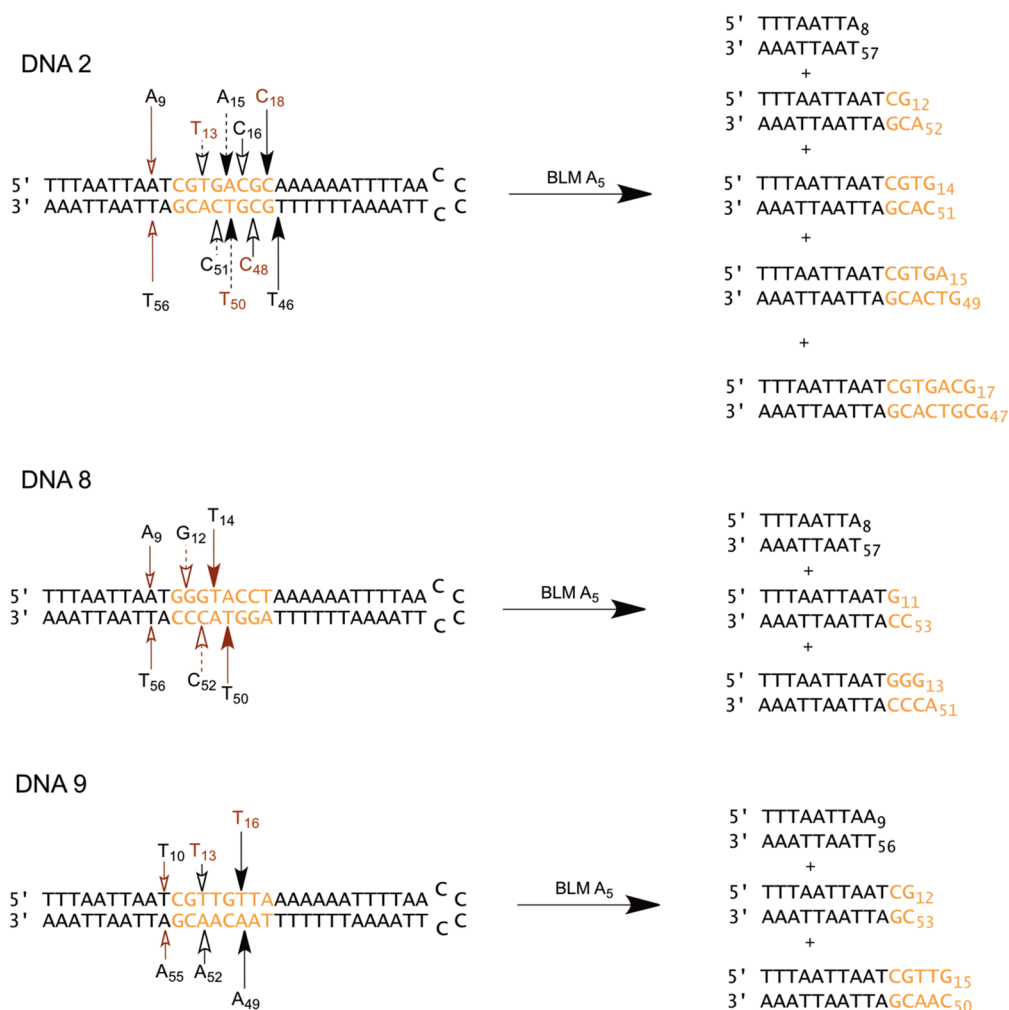 DNA 2
A9 T13 A15 C16 C18
5' TTTAATTAATCGTGACGCAAAAAATTTTAA C C
3' AAATTAATTAGCACTGCGTTTTTTAAAATT C C
T56 C51 T50 C48 T46
BLM A5
5' TTTAATTA8
3' AAATTAAT57
+
5' TTTAATTAATCG12
3' AAATTAATTAGCA52
+
5' TTTAATTAATCGTG14
3' AAATTAATTAGCAC51
+
5' TTTAATTAATCGTGA15
3' AAATTAATTAGCACTG49
+
5' TTTAATTAATCGTGACG17
3' AAATTAATTAGCACTGCG47
DNA 8
A9 G12 T14
5' TTTAATTAATGGGTACCTAAAAAATTTTAA C C
3' AAATTAATTACCCATGGATTTTTTAAAATT C C
T56 C52 T50
BLM A5
5' TTTAATTA8
3' AAATTAAT57
+
5' TTTAATTAATG11
3' AAATTAATTACC53
+
5' TTTAATTAATGGG13
3' AAATTAATTACCCA51
DNA 9
T10 T13 T16
5' TTTAATTAATCGTTGTTAAAAAAATTTTAA C C
3' AAATTAATTAGCAACAATTTTTTTAAAATT C C
A55 A52 A49
BLM A5
5' TTTAATTAA9
3' AAATTAATT56
+
5' TTTAATTAATCG12
3' AAATTAATTAGC53
+
5' TTTAATTAATCGTTG15
3' AAATTAATTAGCAAC50